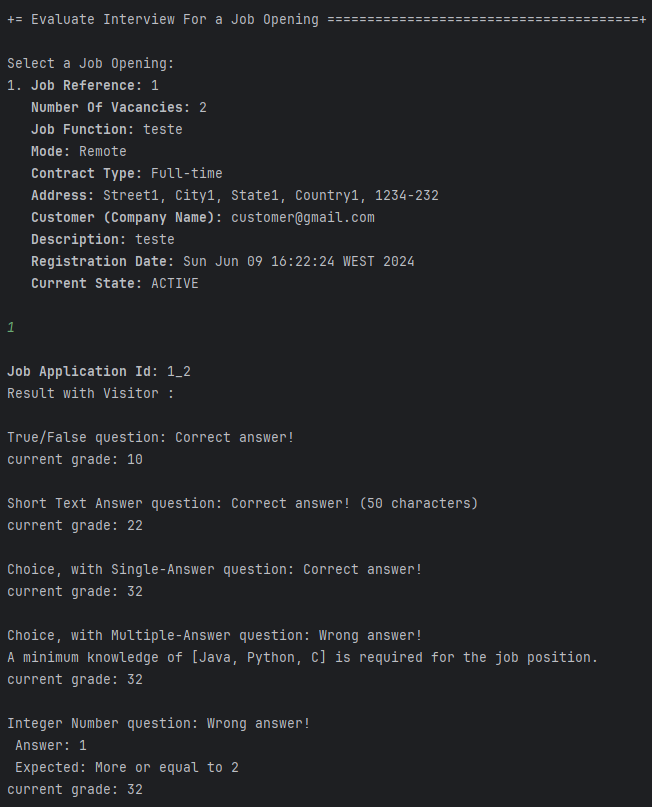 += Evaluate Interview For a Job Opening =======================================+
Select a Job Opening:
1. Job Reference: 1
Number Of Vacancies: 2
Job Function: teste
Mode: Remote
Contract Type: Full-time
Address: Street1, City1, State1, Country1, 1234-232
Customer (Company Name): customer@gmail.com
Description: teste
Registration Date: Sun Jun 09 16:22:24 WEST 2024
Current State: ACTIVE
1
Job Application Id: 1_2
Result with Visitor :
True/False question: Correct answer!
current grade: 10
Short Text Answer question: Correct answer! (50 characters)
current grade: 22
Choice, with Single-Answer question: Correct answer!
current grade: 32
Choice, with Multiple-Answer question: Wrong answer!
A minimum knowledge of [Java, Python, C] is required for the job position.
current grade: 32
Integer Number question: Wrong answer!
Answer: 1
Expected: More or equal to 2
current grade: 32